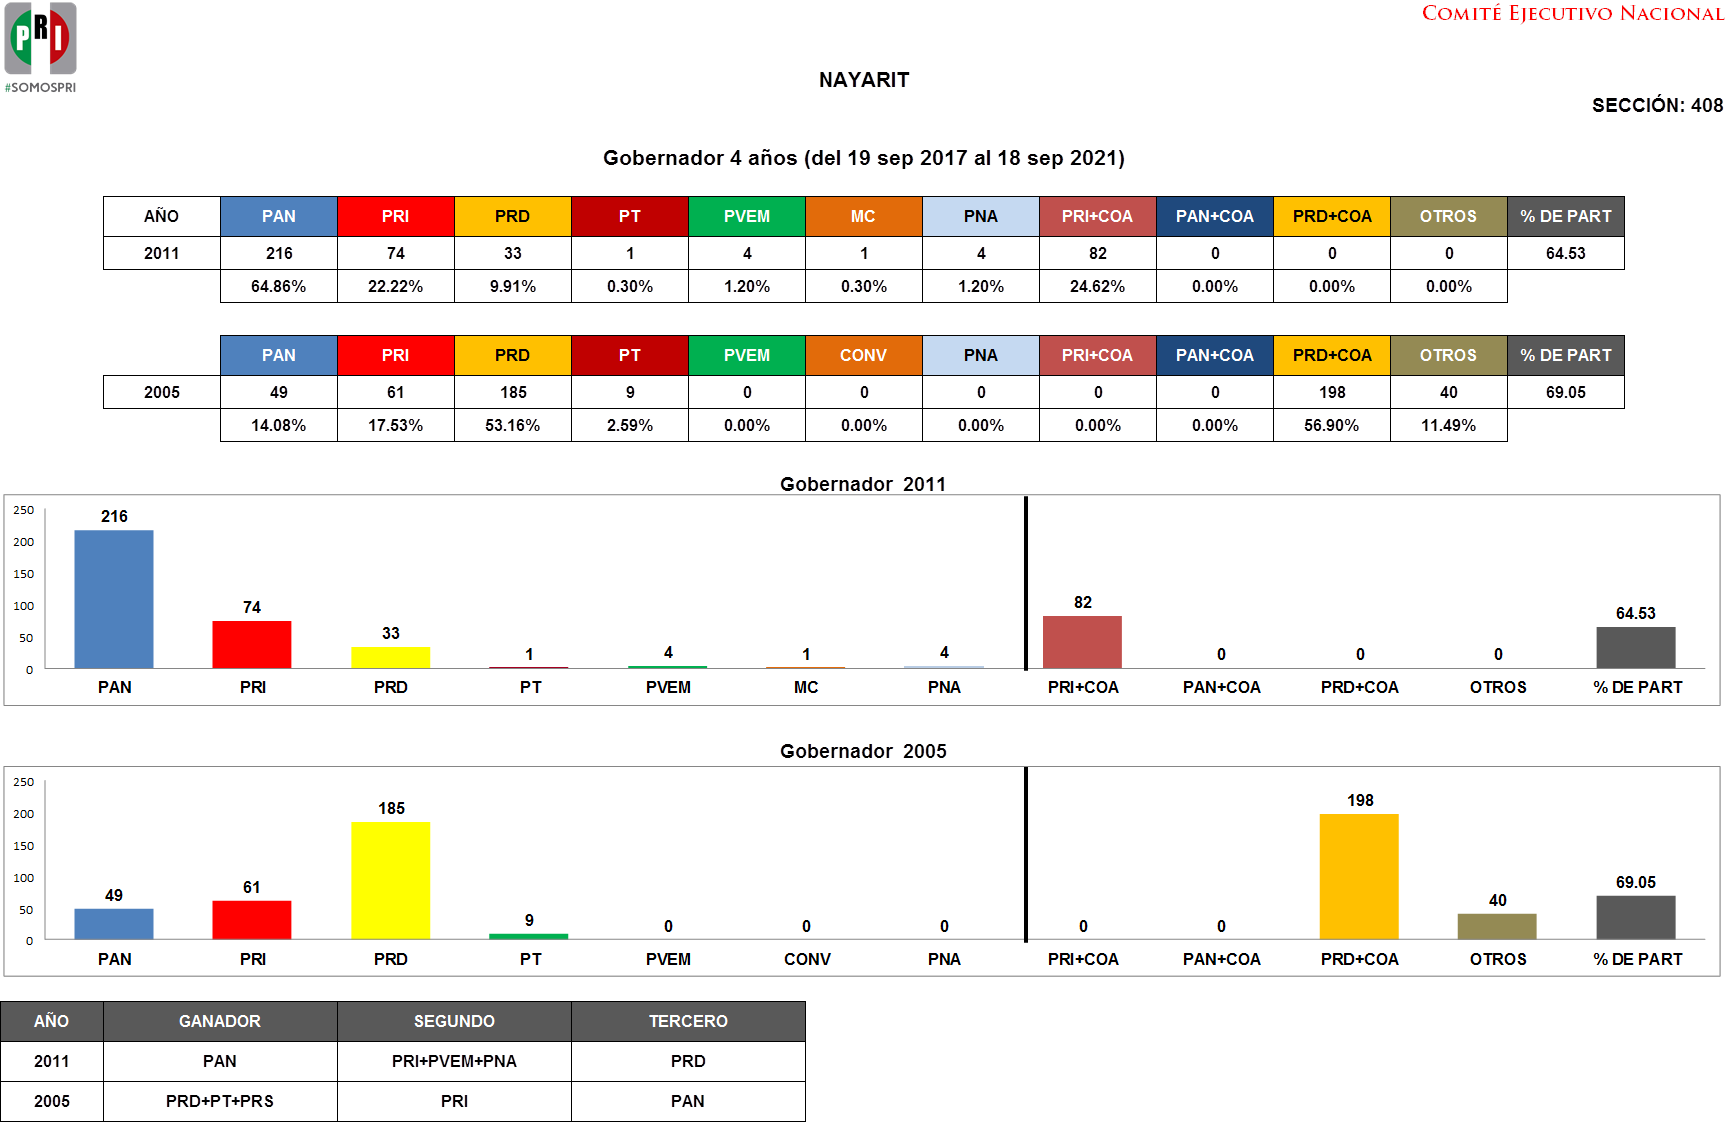 PRI
#SOMOSPRI
COMITÉ EJECUTIVO NACIONAL
NAYARIT
SECCIÓN: 408
Gobernador 4 años (del 19 sep 2017 al 18 sep 2021)
AÑO PAN PRI PRD PT PVEM MC PNA PRI+COA PAN+COA PRD+COA OTROS % DE PART
2011 216 74 33 1 4 1 4 82 0 0 0 64.53
64.86% 22.22% 9.91% 0.30% 1.20% 0.30% 1.20% 24.62% 0.00% 0.00% 0.00%
PAN PRI PRD PT PVEM CONV PNA PRI+COA PAN+COA PRD+COA OTROS % DE PART
2005 49 61 185 9 0 0 0 0 0 198 40 69.05
14.08% 17.53% 53.16% 2.59% 0.00% 0.00% 0.00% 0.00% 0.00% 56.90% 11.49%
Gobernador 2011
250
200
150
100
50
0
216 74 33 1 4 1 4 82 0 0 0 64.53
PAN PRI PRD PT PVEM MC PNA PRI+COA PAN+COA PRD+COA OTROS % DE PART
Gobernador 2005
250
200
150
100
50
0
49 61 185 9 0 0 0 0 0 198 40 69.05
PAN PRI PRD PT PVEM CONV PNA PRI+COA PAN+COA PRD+COA OTROS % DE PART
AÑO GANADOR SEGUNDO TERCERO
2011 PAN PRI+PVEM+PNA PRD
2005 PRD+PT+PRS PRI PAN